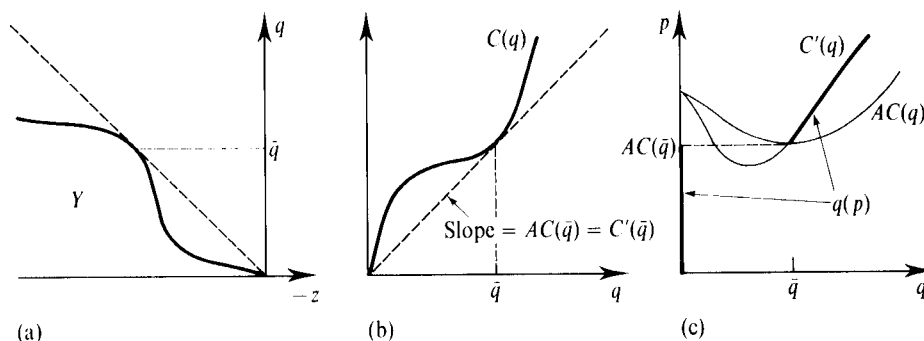 q
q̄
Y
−z
(a)
C(q)
Slope = AC(q̄) = C′(q̄)
q̄
q
(b)
p
C′(q)
AC(q)
AC(q̄)
q(p)
q̄
q
(c)